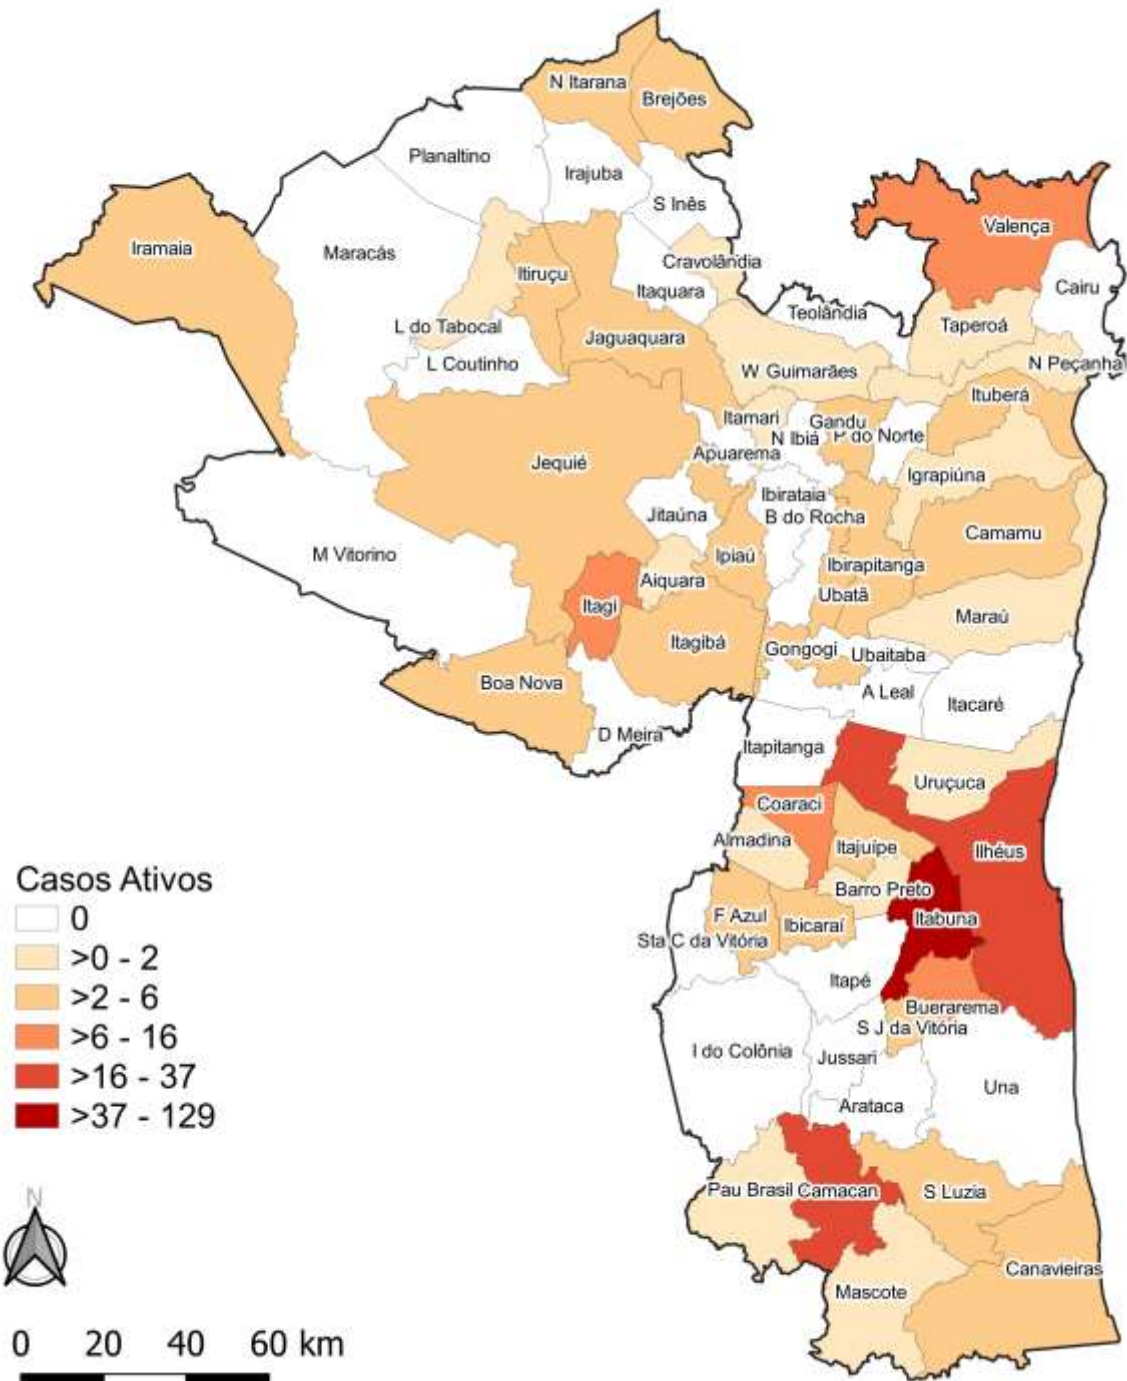 N Itarana
Brejões
Planaltino
Irajuba
S Inês
Valença
Iramaia
Maracás
Cravolândia
Itiruçu
Itaquara
Cairu
Teolândia
L do Tabocal
Jaguaquara
Taperoá
L Coutinho
W Guimarães
N Peçanha
Ituberá
Itamari
Gandu
N Ibiá
P do Norte
Apuarema
Jequié
Igrapiúna
Ibirataia
Jitaúna
B do Rocha
Camamu
M Vitorino
Ipiaú
Ibirapitanga
Aiquara
Ubatã
Itagi
Maraú
Itagibá
Gongogi
Ubaitaba
Boa Nova
A Leal
Itacaré
D Meira
Itapitanga
Uruçuca
Coaraci
Almadina
Itajuípe
Ilhéus
Barro Preto
F Azul
Ibicaraí
Itabuna
Sta C da Vitória
Itapé
Buerarema
S J da Vitória
I do Colônia
Jussari
Una
Arataca
Pau Brasil
Camacan
S Luzia
Canavieiras
Mascote
Casos Ativos
0
>0 - 2
>2 - 6
>6 - 16
>16 - 37
>37 - 129
N
0 20 40 60 km